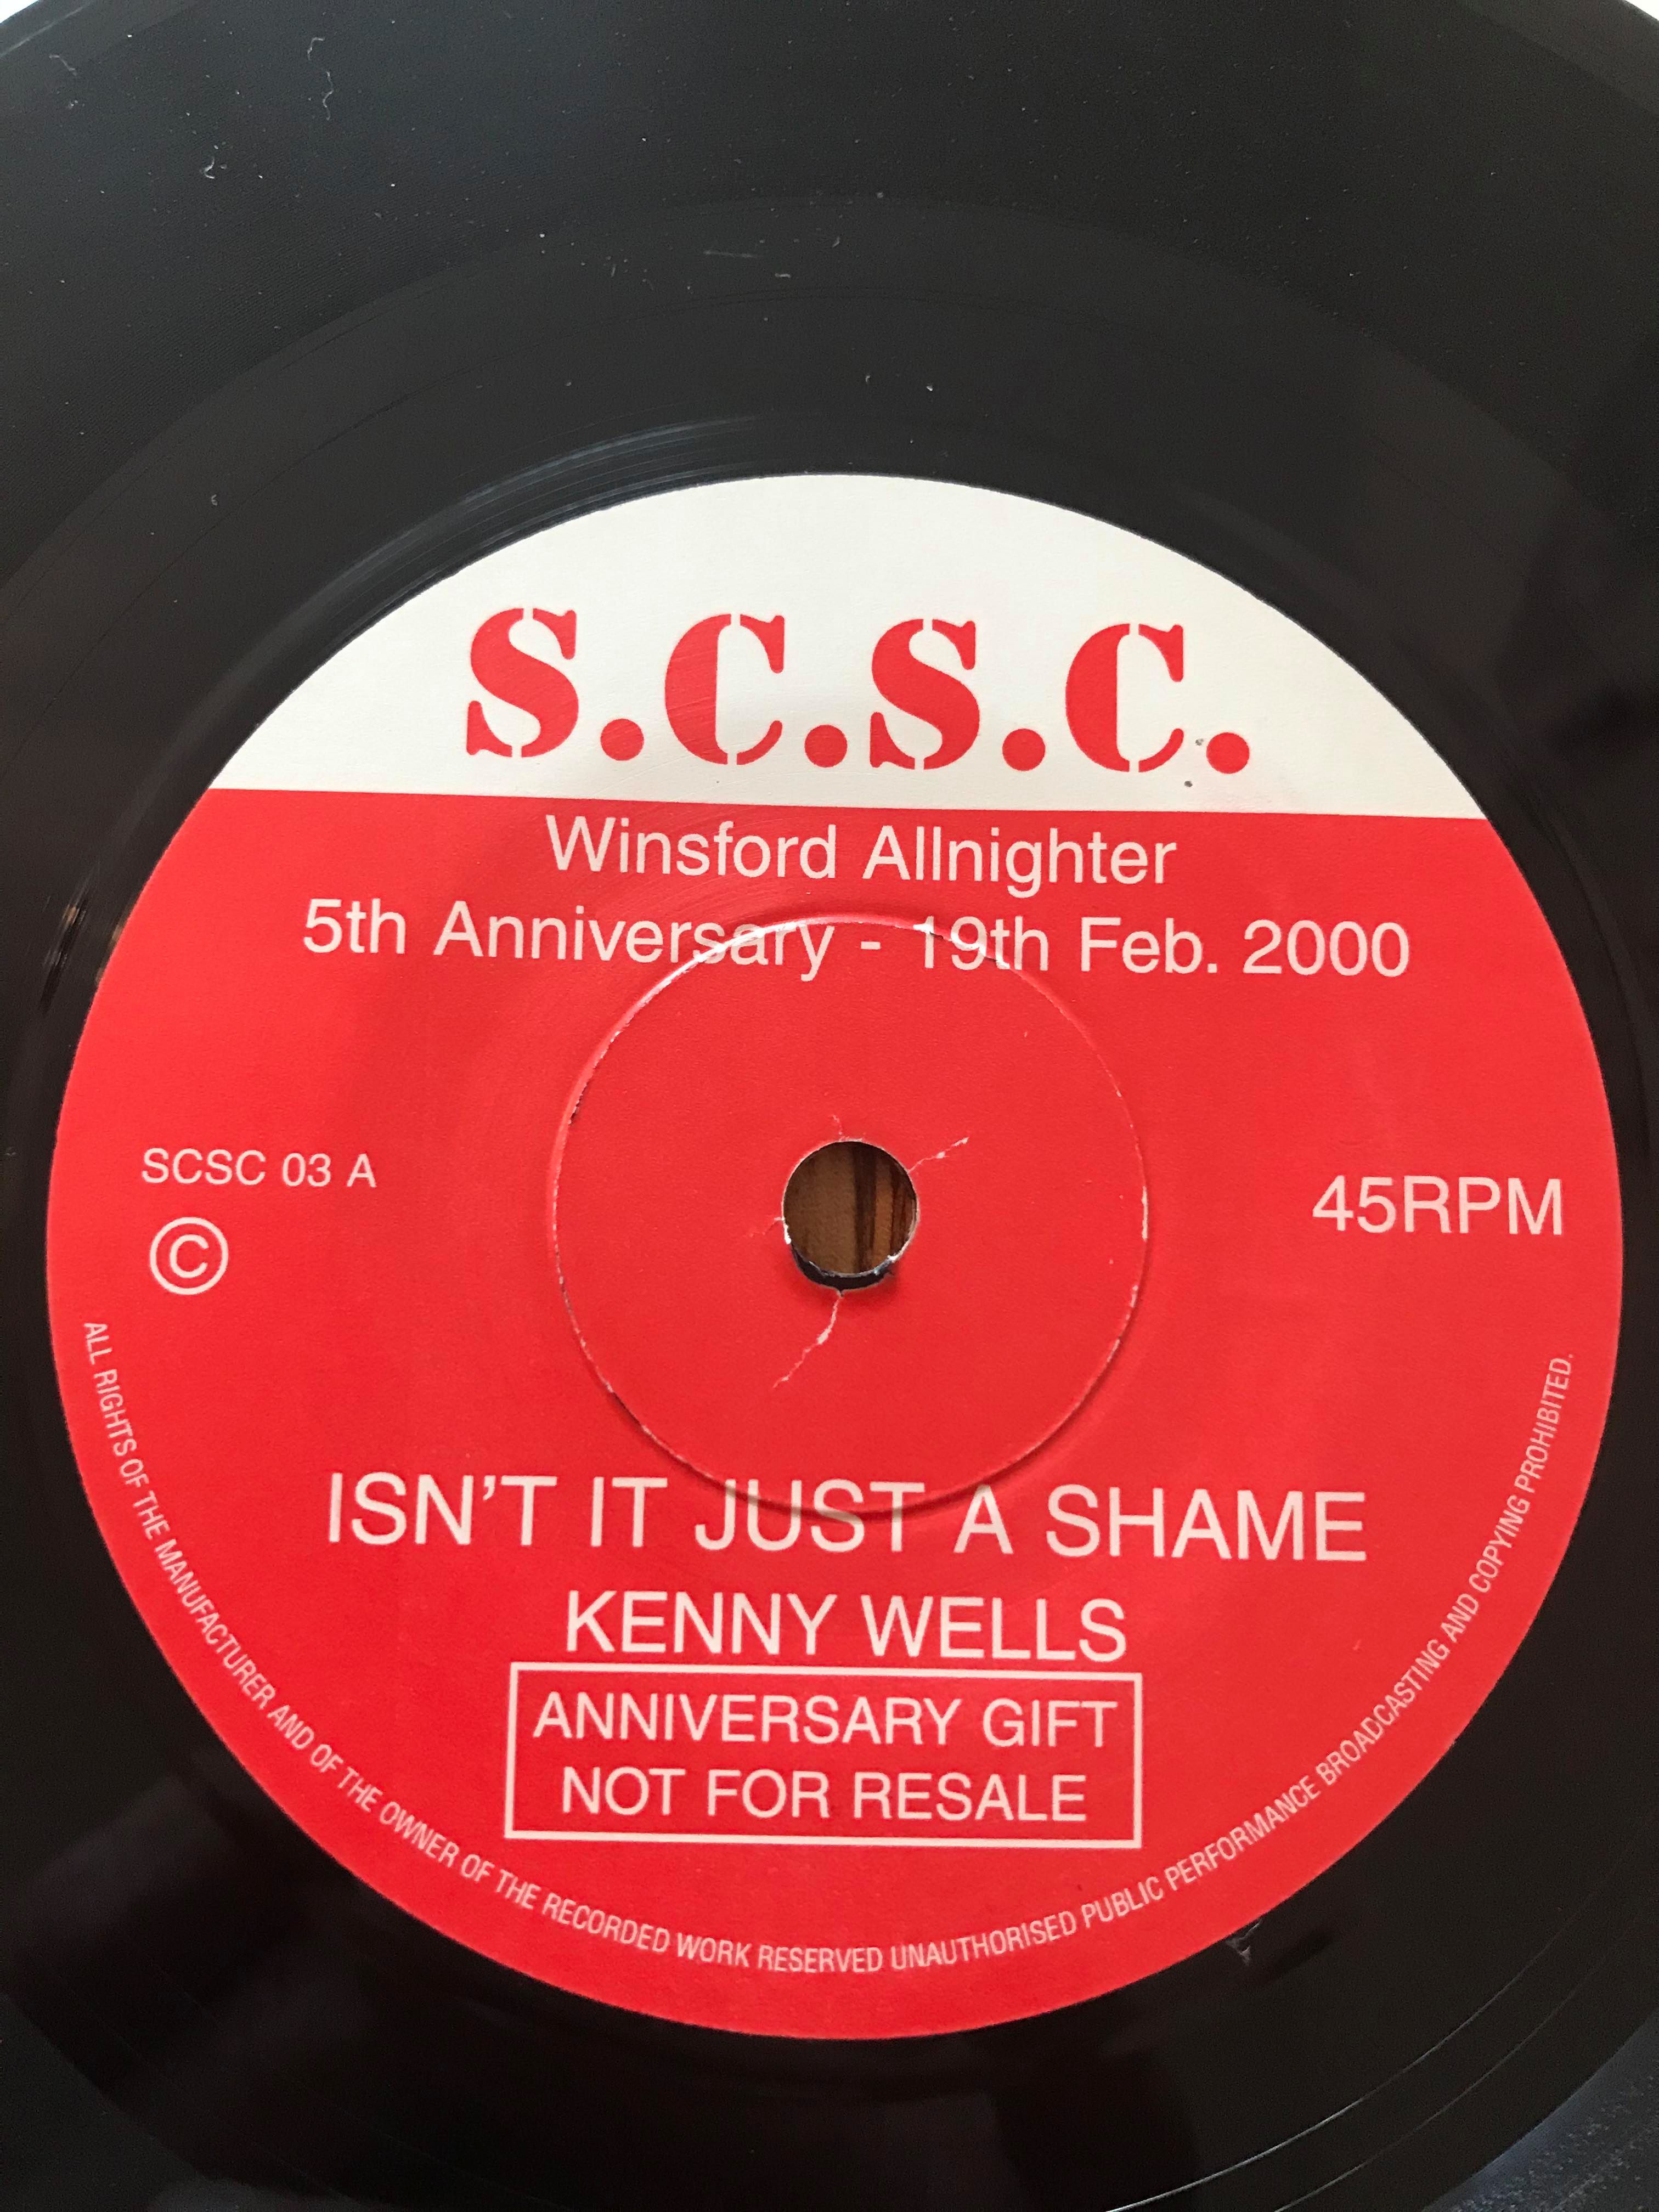 S.C.S.C.
Winsford Allnighter
5th Anniversary - 19th Feb. 2000
SCSC 03 A
©
45RPM
ISN'T IT JUST A SHAME
KENNY WELLS
ANNIVERSARY GIFT
NOT FOR RESALE
ALL RIGHTS OF THE MANUFACTURER AND OF THE OWNER OF THE RECORDED WORK RESERVED UNAUTHORISED PUBLIC PERFORMANCE BROADCASTING AND COPYING PROHIBITED.